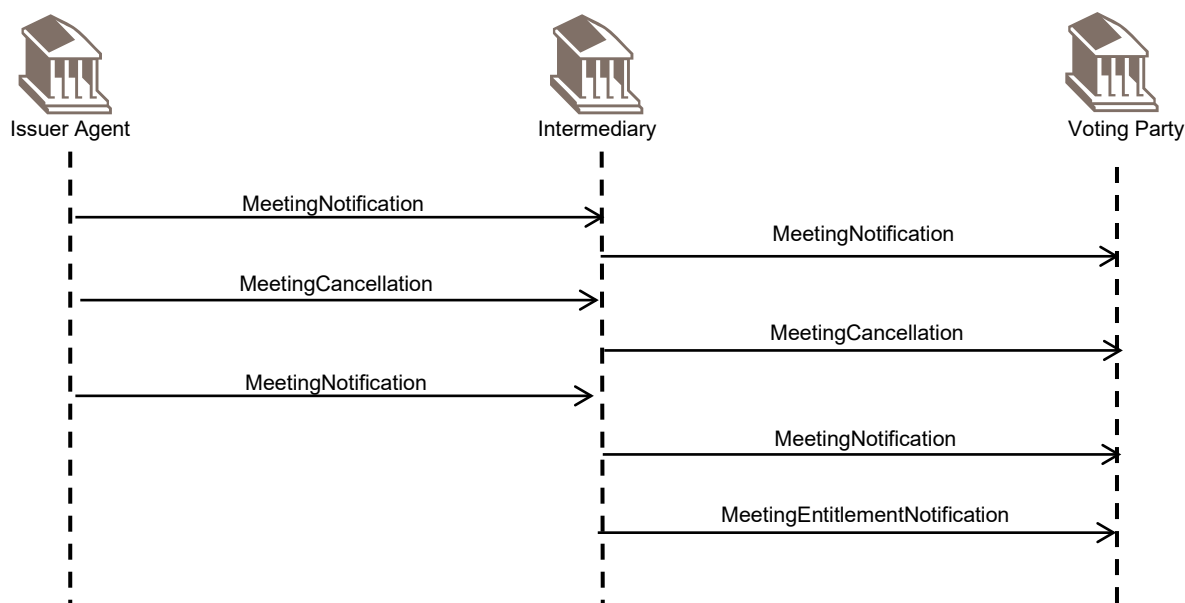 Issuer Agent
Intermediary
Voting Party
MeetingNotification
MeetingNotification
MeetingCancellation
MeetingCancellation
MeetingNotification
MeetingNotification
MeetingEntitlementNotification